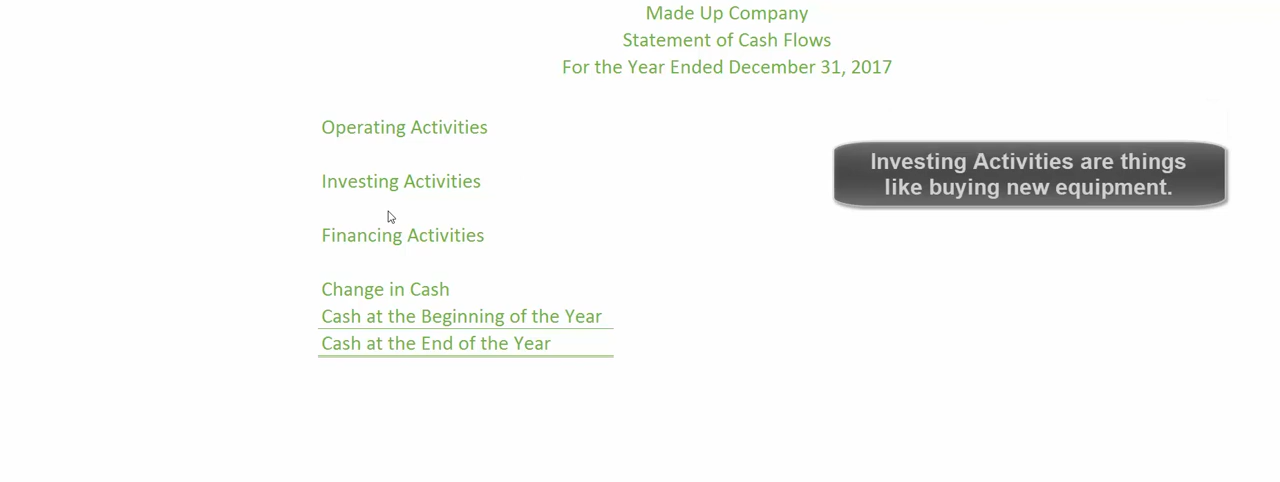 Made Up Company
Statement of Cash Flows
For the Year Ended December 31, 2017
Operating Activities
Investing Activities
Investing Activities are things
like buying new equipment.
Financing Activities
Change in Cash
Cash at the Beginning of the Year
Cash at the End of the Year